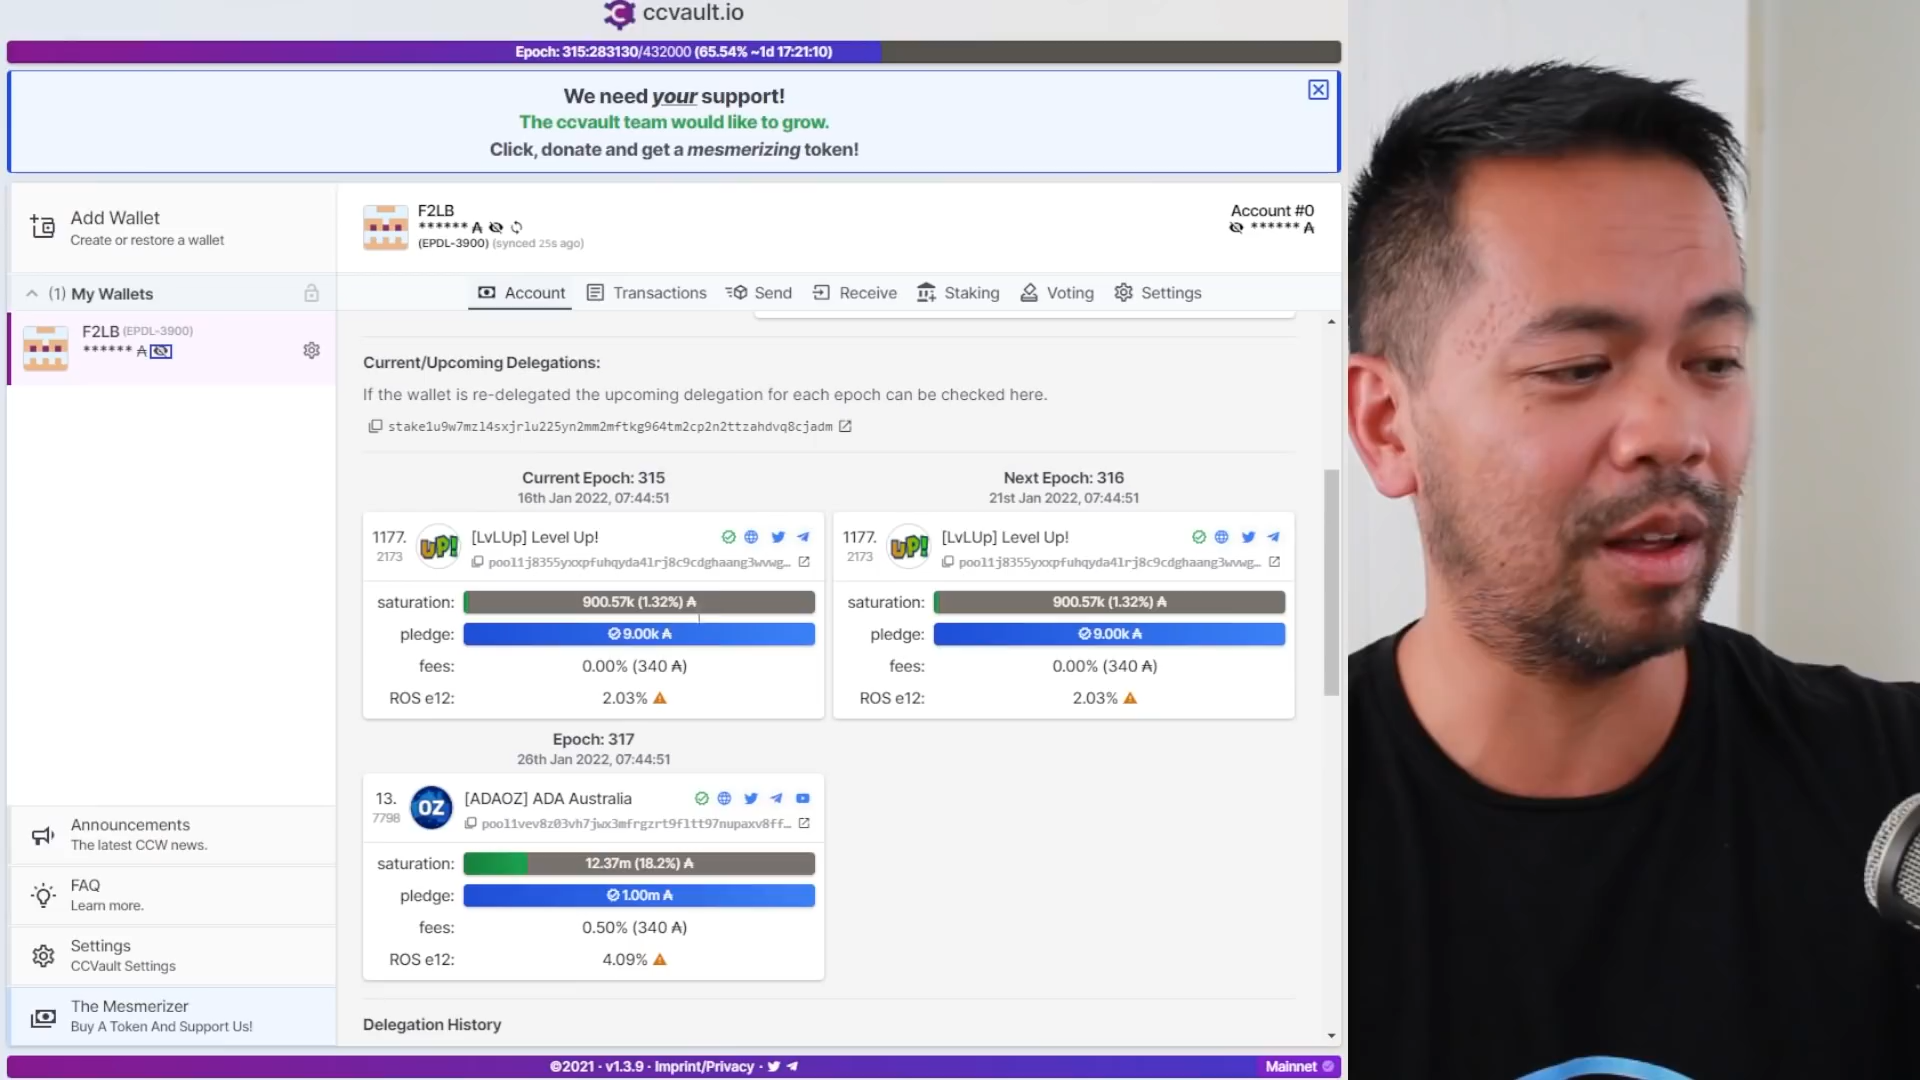 ccvault.io
Epoch: 315:283130/432000 (65.54% ~1d 17:21:10)
We need your support!
The ccvault team would like to grow.
Click, donate and get a mesmerizing token!
Add Wallet
Create or restore a wallet
F2LB
****** ₳
(EPDL-3900) (synced 25s ago)
Account #0
****** ₳
(1) My Wallets
Account
Transactions
Send
Receive
Staking
Voting
Settings
F2LB (EPDL-3900)
****** ₳
Current/Upcoming Delegations:
If the wallet is re-delegated the upcoming delegation for each epoch can be checked here.
stake1u9w7mzl4sxjrlu225yn2mm2mftkg964tm2cp2n2ttzahdvq8cjadm
Current Epoch: 315
16th Jan 2022, 07:44:51
1177.
2173
UP!
[LvLUp] Level Up!
pool1j8355yxxpfuhqyda4lrj8c9cdghaang3wvwg…
saturation: 900.57k (1.32%) ₳
pledge: 9.00k ₳
fees: 0.00% (340 ₳)
ROS e12: 2.03%
Next Epoch: 316
21st Jan 2022, 07:44:51
1177.
2173
UP!
[LvLUp] Level Up!
pool1j8355yxxpfuhqyda4lrj8c9cdghaang3wvwg…
saturation: 900.57k (1.32%) ₳
pledge: 9.00k ₳
fees: 0.00% (340 ₳)
ROS e12: 2.03%
Epoch: 317
26th Jan 2022, 07:44:51
13.
7798
OZ
[ADAOZ] ADA Australia
pool1vev8z03vh7jwx3mfrgzrt9f1tt97nupaxv8ff…
saturation: 12.37m (18.2%) ₳
pledge: 1.00m ₳
fees: 0.50% (340 ₳)
ROS e12: 4.09%
Delegation History
Announcements
The latest CCW news.
FAQ
Learn more.
Settings
CCVault Settings
The Mesmerizer
Buy A Token And Support Us!
©2021 · v1.3.9 · Imprint/Privacy ·
Mainnet